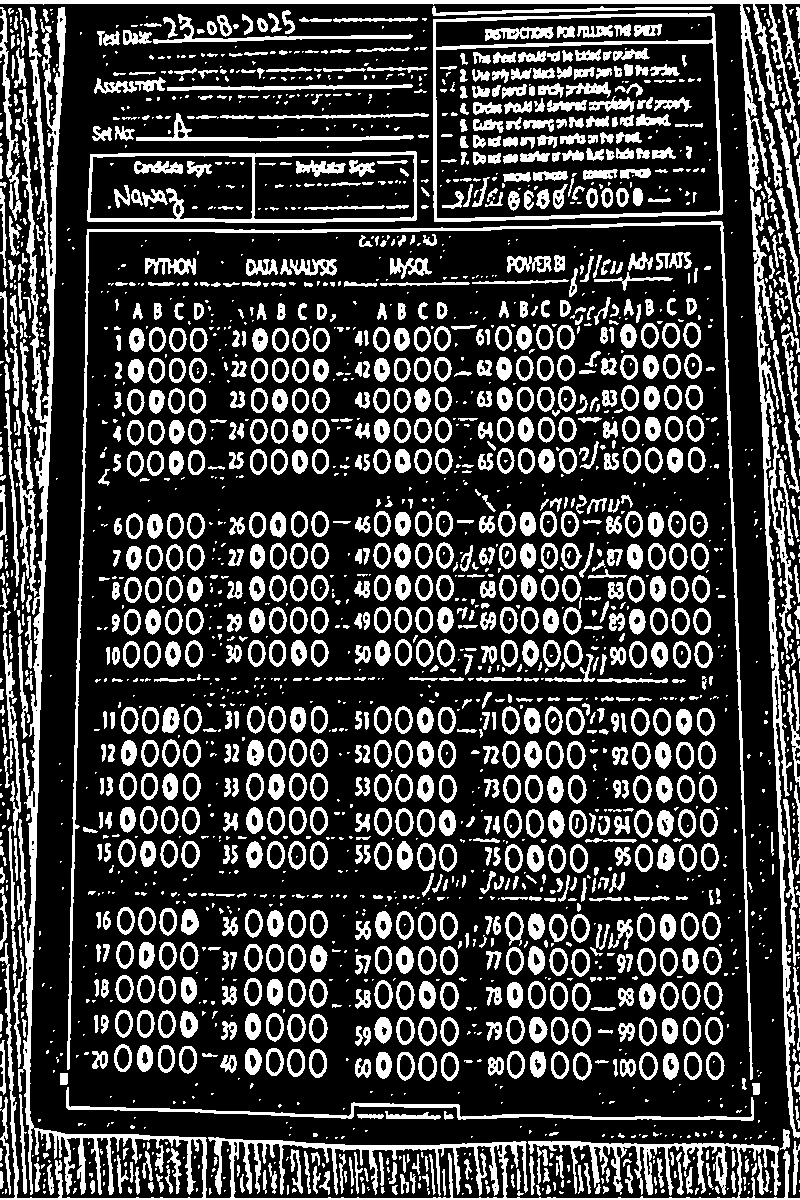 Test Date: 23-08-2025
Assessment:
Set No: A
Candidate Sign:
Invigilator Sign:
Nawaz
INSTRUCTIONS FOR FILLING THE SHEET
1. This sheet should not be folded or crushed.
2. Use only blue/black ball point pen to fill the circles.
3. Use of pencil is strictly prohibited.
4. Circles should be darkened completely and properly.
5. Cutting and erasing on this sheet is not allowed.
6. Do not use any stray marks on the sheet.
7. Do not use marker or white fluid to hide the mark.
WRONG METHODS CORRECT METHOD
PYTHON DATA ANALYSIS MySQL POWER BI Adv STATS
A B C D A B C D A B C D A B C D A B C D
1 21 41 61 81
2 22 42 62 82
3 23 43 63 83
4 24 44 64 84
5 25 45 65 85
6 26 46 66 86
7 27 47 67 87
8 28 48 68 88
9 29 49 69 89
10 30 50 70 90
11 31 51 71 91
12 32 52 72 92
13 33 53 73 93
14 34 54 74 94
15 35 55 75 95
16 36 56 76 96
17 37 57 77 97
18 38 58 78 98
19 39 59 79 99
20 40 60 80 100